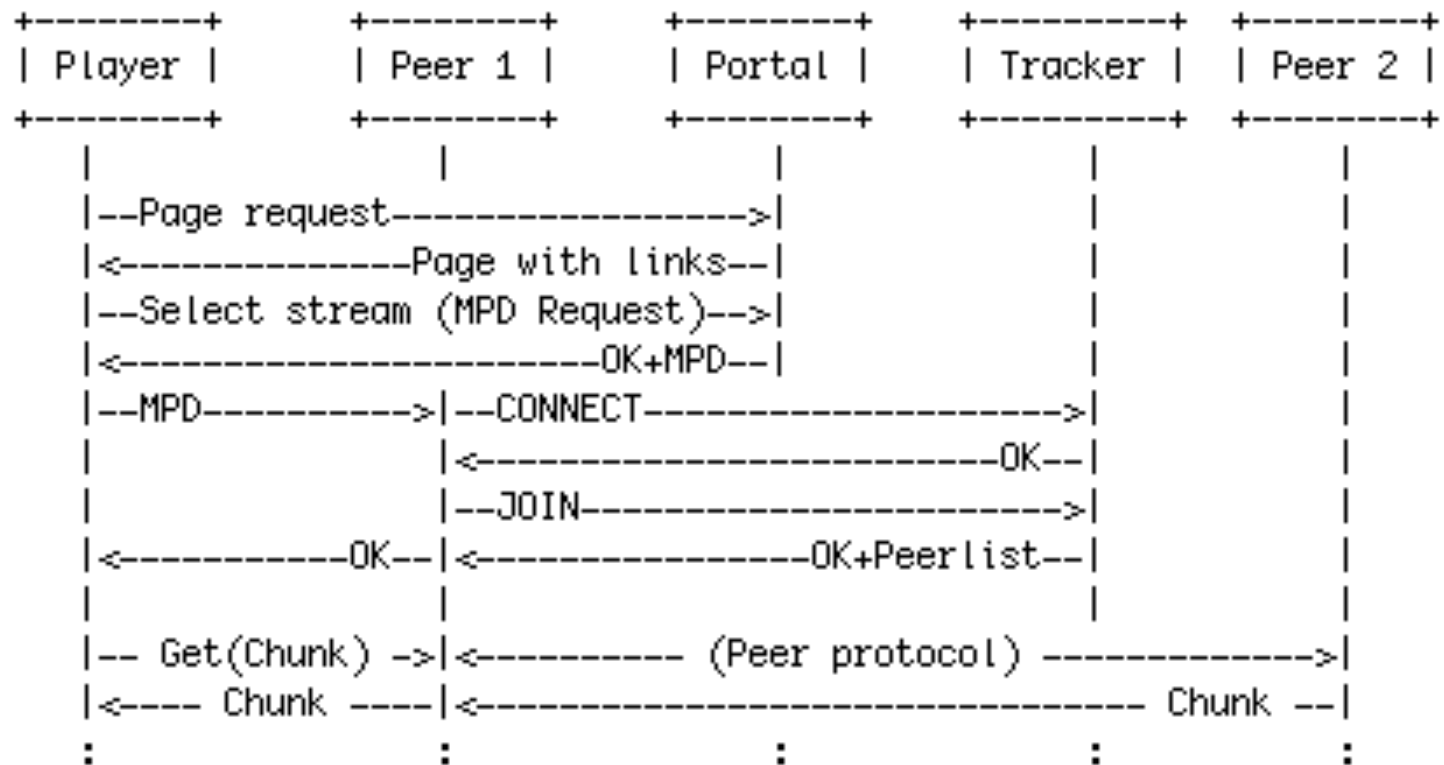 +--------+      +--------+     +--------+    +---------+  +--------+
| Player |      | Peer 1 |     | Portal |    | Tracker |  | Peer 2 |
+--------+      +--------+     +--------+    +---------+  +--------+
   |                |               |              |           |
   |--Page request----------------->|              |           |
   |<--------------Page with links--|              |           |
   |--Select stream (MPD Request)-->|              |           |
   |<-----------------------OK+MPD--|              |           |
   |--MPD---------->|--CONNECT-------------------->|           |
   |                |<-------------------------OK--|           |
   |                |--JOIN----------------------->|           |
   |<-----------OK--|<----------------OK+Peerlist--|           |
   |                |                              |           |
   |-- Get(Chunk) ->|<---------- (Peer protocol) ------------->|
   |<---- Chunk ----|<-------------------------------- Chunk --|
   :                :               :              :           :